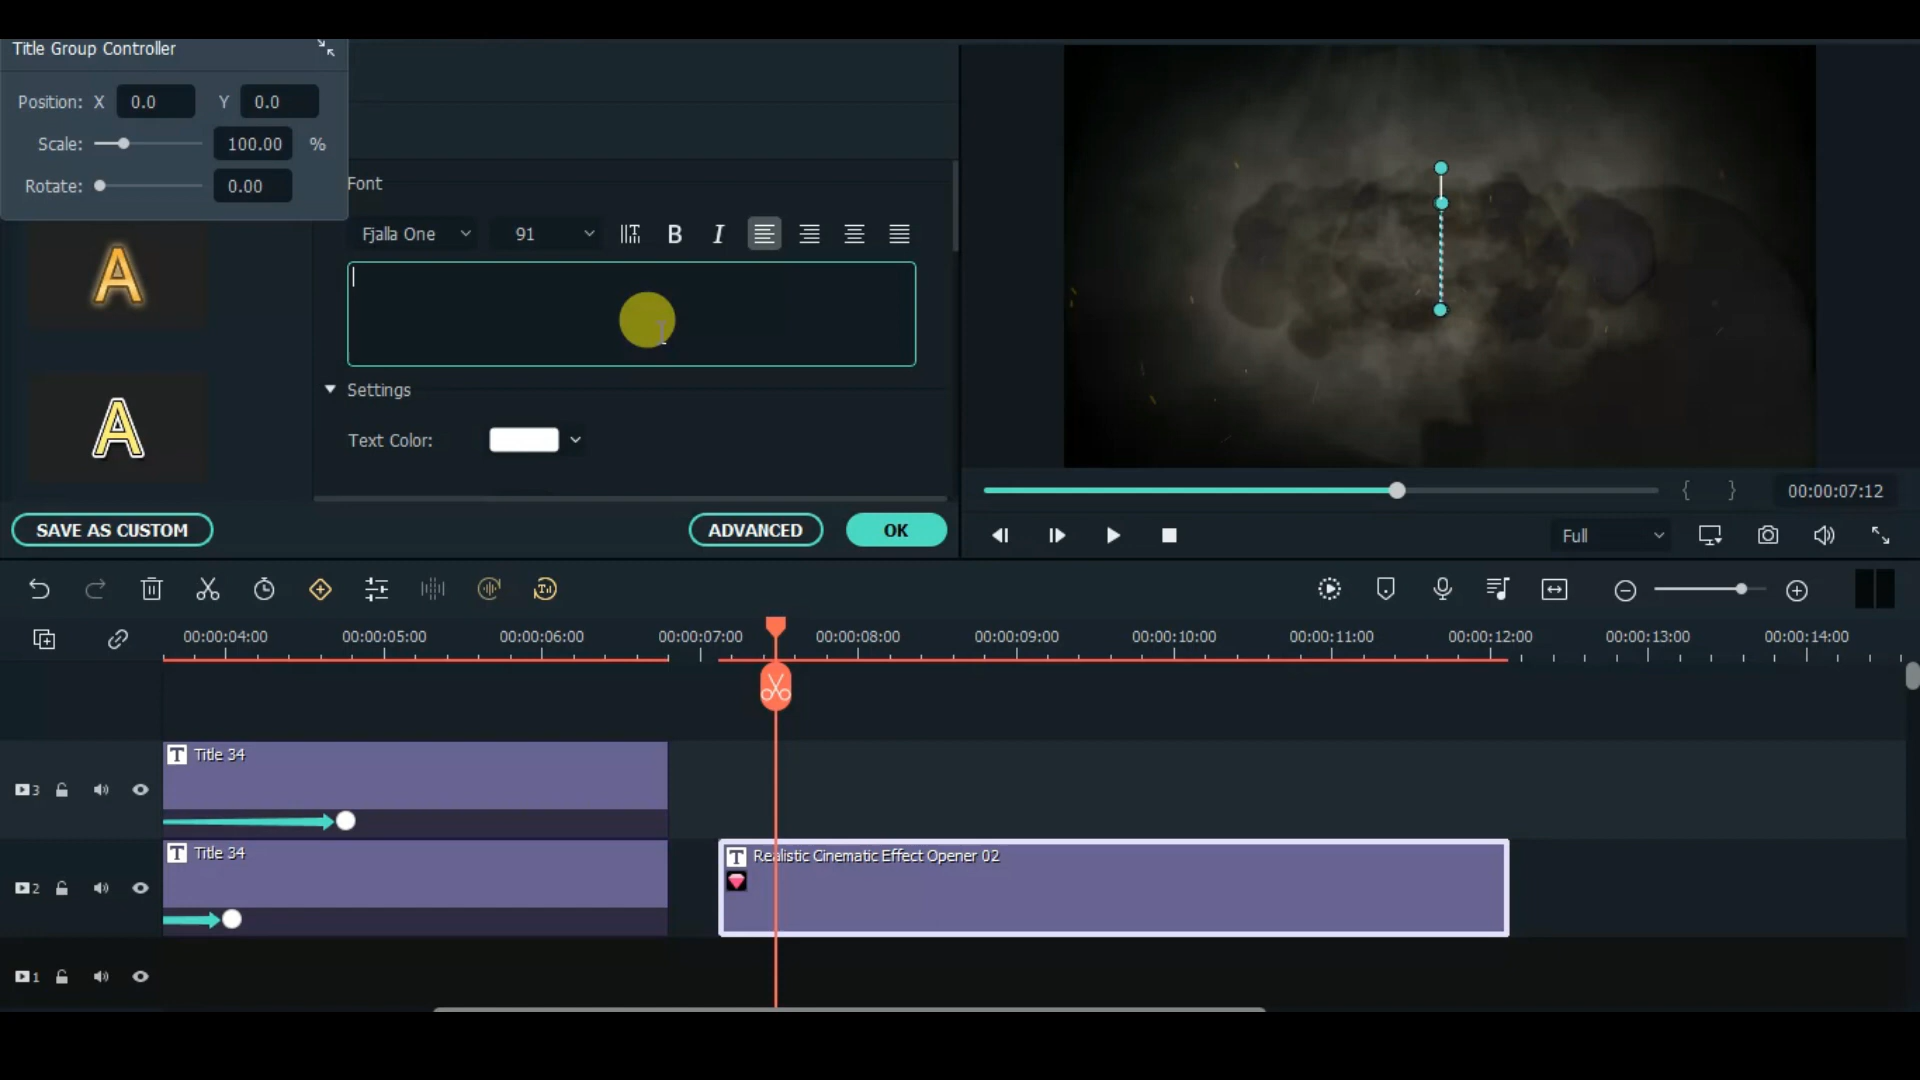 Title Group Controller
Position: X 0.0 Y 0.0
Scale: 100.00 %
Rotate: 0.00
Font
Fjalla One 91 B I
A
A
Settings
Text Color:
SAVE AS CUSTOM ADVANCED OK
{ } 00:00:07:12
Full
00:00:04:00 00:00:05:00 00:00:06:00 00:00:07:00 00:00:08:00 00:00:09:00 00:00:10:00 00:00:11:00 00:00:12:00 00:00:13:00 00:00:14:00
T Title 34
3
T Title 34
T Realistic Cinematic Effect Opener 02
2
1